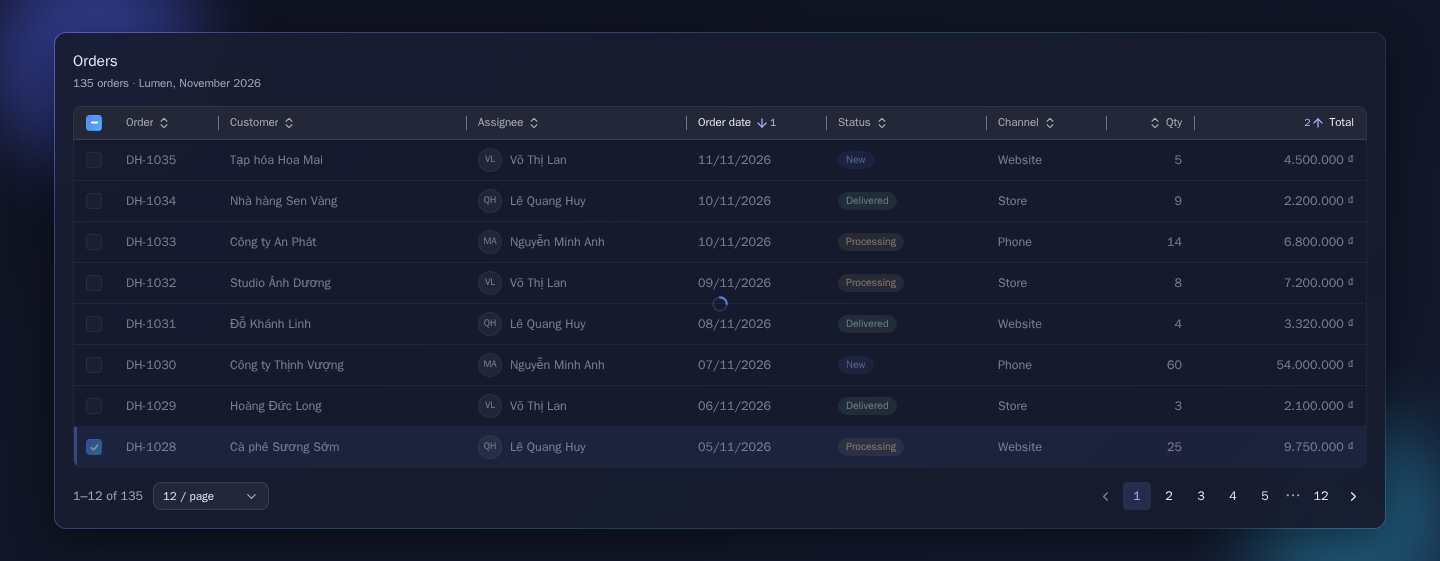 Orders
135 orders · Lumen, November 2026
Order Customer Assignee Order date 1 Status Channel Qty 2 Total
DH-1035 Tạp hóa Hoa Mai VL Võ Thị Lan 11/11/2026 New Website 5 4.500.000 ₫
DH-1034 Nhà hàng Sen Vàng QH Lê Quang Huy 10/11/2026 Delivered Store 9 2.200.000 ₫
DH-1033 Công ty An Phát MA Nguyễn Minh Anh 10/11/2026 Processing Phone 14 6.800.000 ₫
DH-1032 Studio Ánh Dương VL Võ Thị Lan 09/11/2026 Processing Store 8 7.200.000 ₫
DH-1031 Đỗ Khánh Linh QH Lê Quang Huy 08/11/2026 Delivered Website 4 3.320.000 ₫
DH-1030 Công ty Thịnh Vượng MA Nguyễn Minh Anh 07/11/2026 New Phone 60 54.000.000 ₫
DH-1029 Hoàng Đức Long VL Võ Thị Lan 06/11/2026 Delivered Store 3 2.100.000 ₫
DH-1028 Cà phê Sương Sớm QH Lê Quang Huy 05/11/2026 Processing Website 25 9.750.000 ₫
1–12 of 135 12 / page 1 2 3 4 5 ··· 12